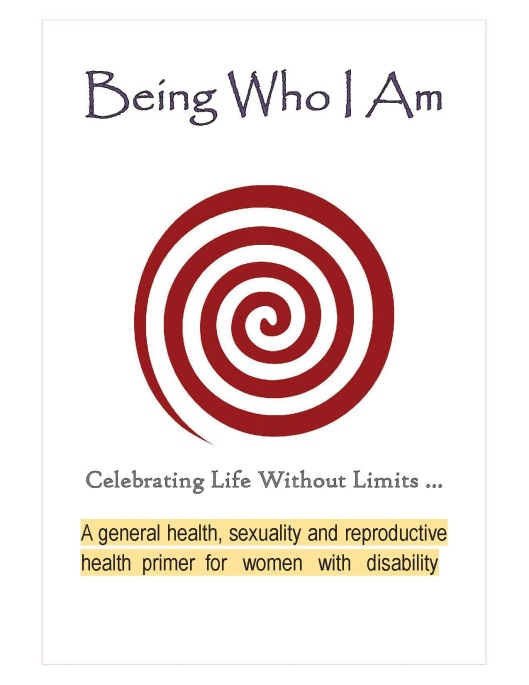 Being Who I Am
Celebrating Life Without Limits ...
A general health, sexuality and reproductive
health primer for women with disability